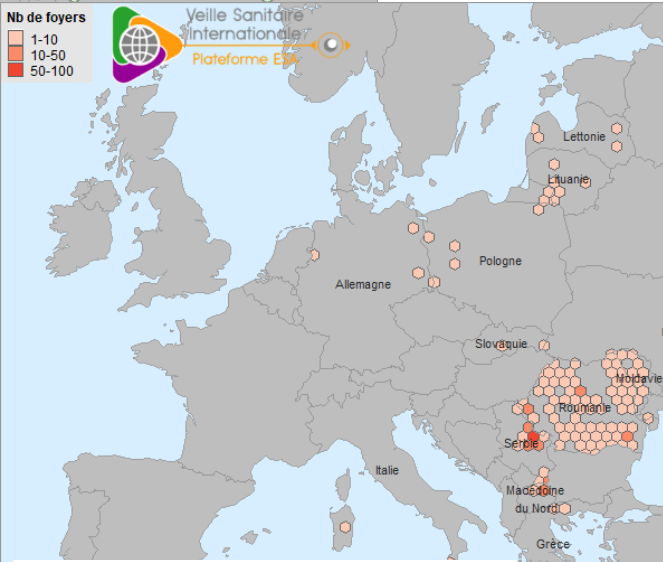 Nb de foyers
1-10
10-50
50-100
Veille Sanitaire
Internationale
Plateforme ESA
Lettonie
Lituanie
Pologne
Allemagne
Slovaquie
Moldavie
Roumanie
Serbie
Italie
Macédoine
du Nord
Grèce